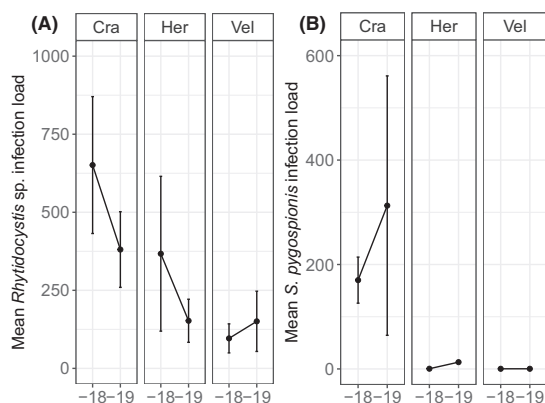 (A)
Cra Her Vel
Mean Rhytidocystis sp. infection load
1000
750
500
250
0
−18−19 −18−19 −18−19
(B)
Cra Her Vel
Mean S. pygospionis infection load
600
400
200
0
−18−19 −18−19 −18−19